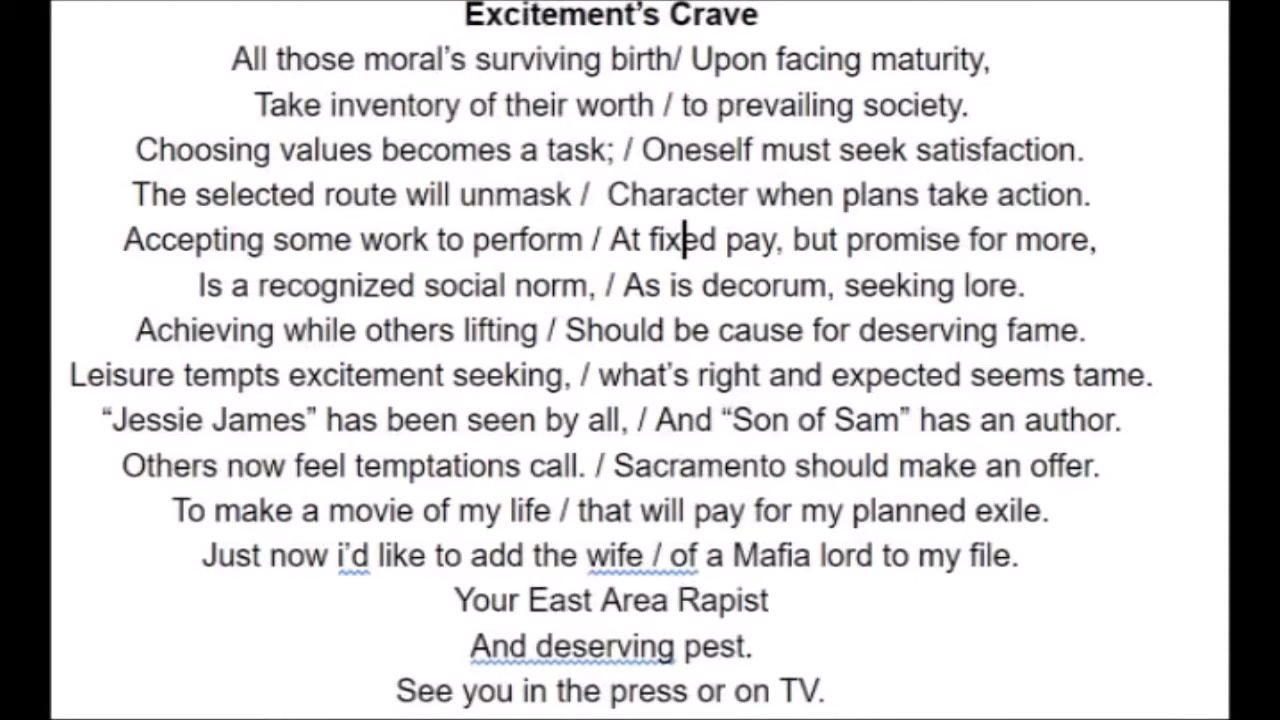 Excitement’s Crave
All those moral’s surviving birth/ Upon facing maturity,
Take inventory of their worth / to prevailing society.
Choosing values becomes a task; / Oneself must seek satisfaction.
The selected route will unmask /  Character when plans take action.
Accepting some work to perform / At fixed pay, but promise for more,
Is a recognized social norm, / As is decorum, seeking lore.
Achieving while others lifting / Should be cause for deserving fame.
Leisure tempts excitement seeking, / what’s right and expected seems tame.
“Jessie James” has been seen by all, / And “Son of Sam” has an author.
Others now feel temptations call. / Sacramento should make an offer.
To make a movie of my life / that will pay for my planned exile.
Just now i’d like to add the wife / of a Mafia lord to my file.
Your East Area Rapist
And deserving pest.
See you in the press or on TV.